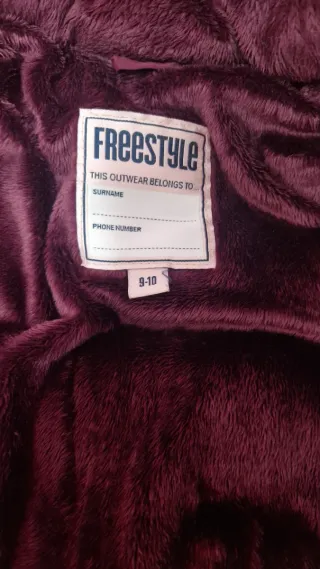 FREESTYLE
THIS OUTWEAR BELONGS TO...
SURNAME
PHONE NUMBER
9-10